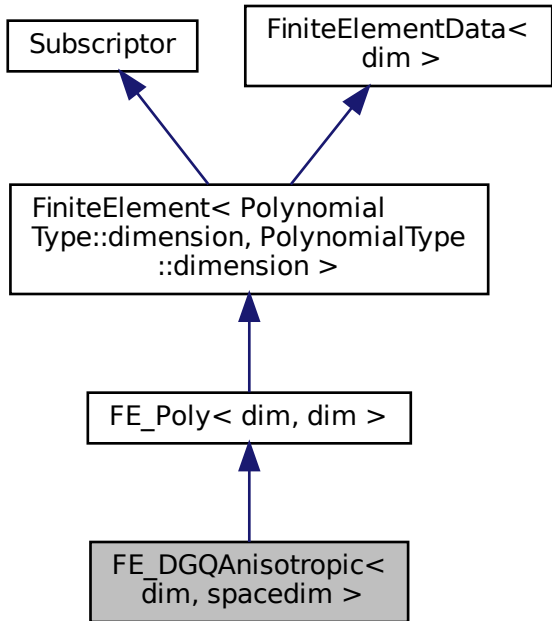 Subscriptor
FiniteElementData<
dim >
FiniteElement< Polynomial
Type::dimension, PolynomialType
::dimension >
FE_Poly< dim, dim >
FE_DGQAnisotropic<
dim, spacedim >